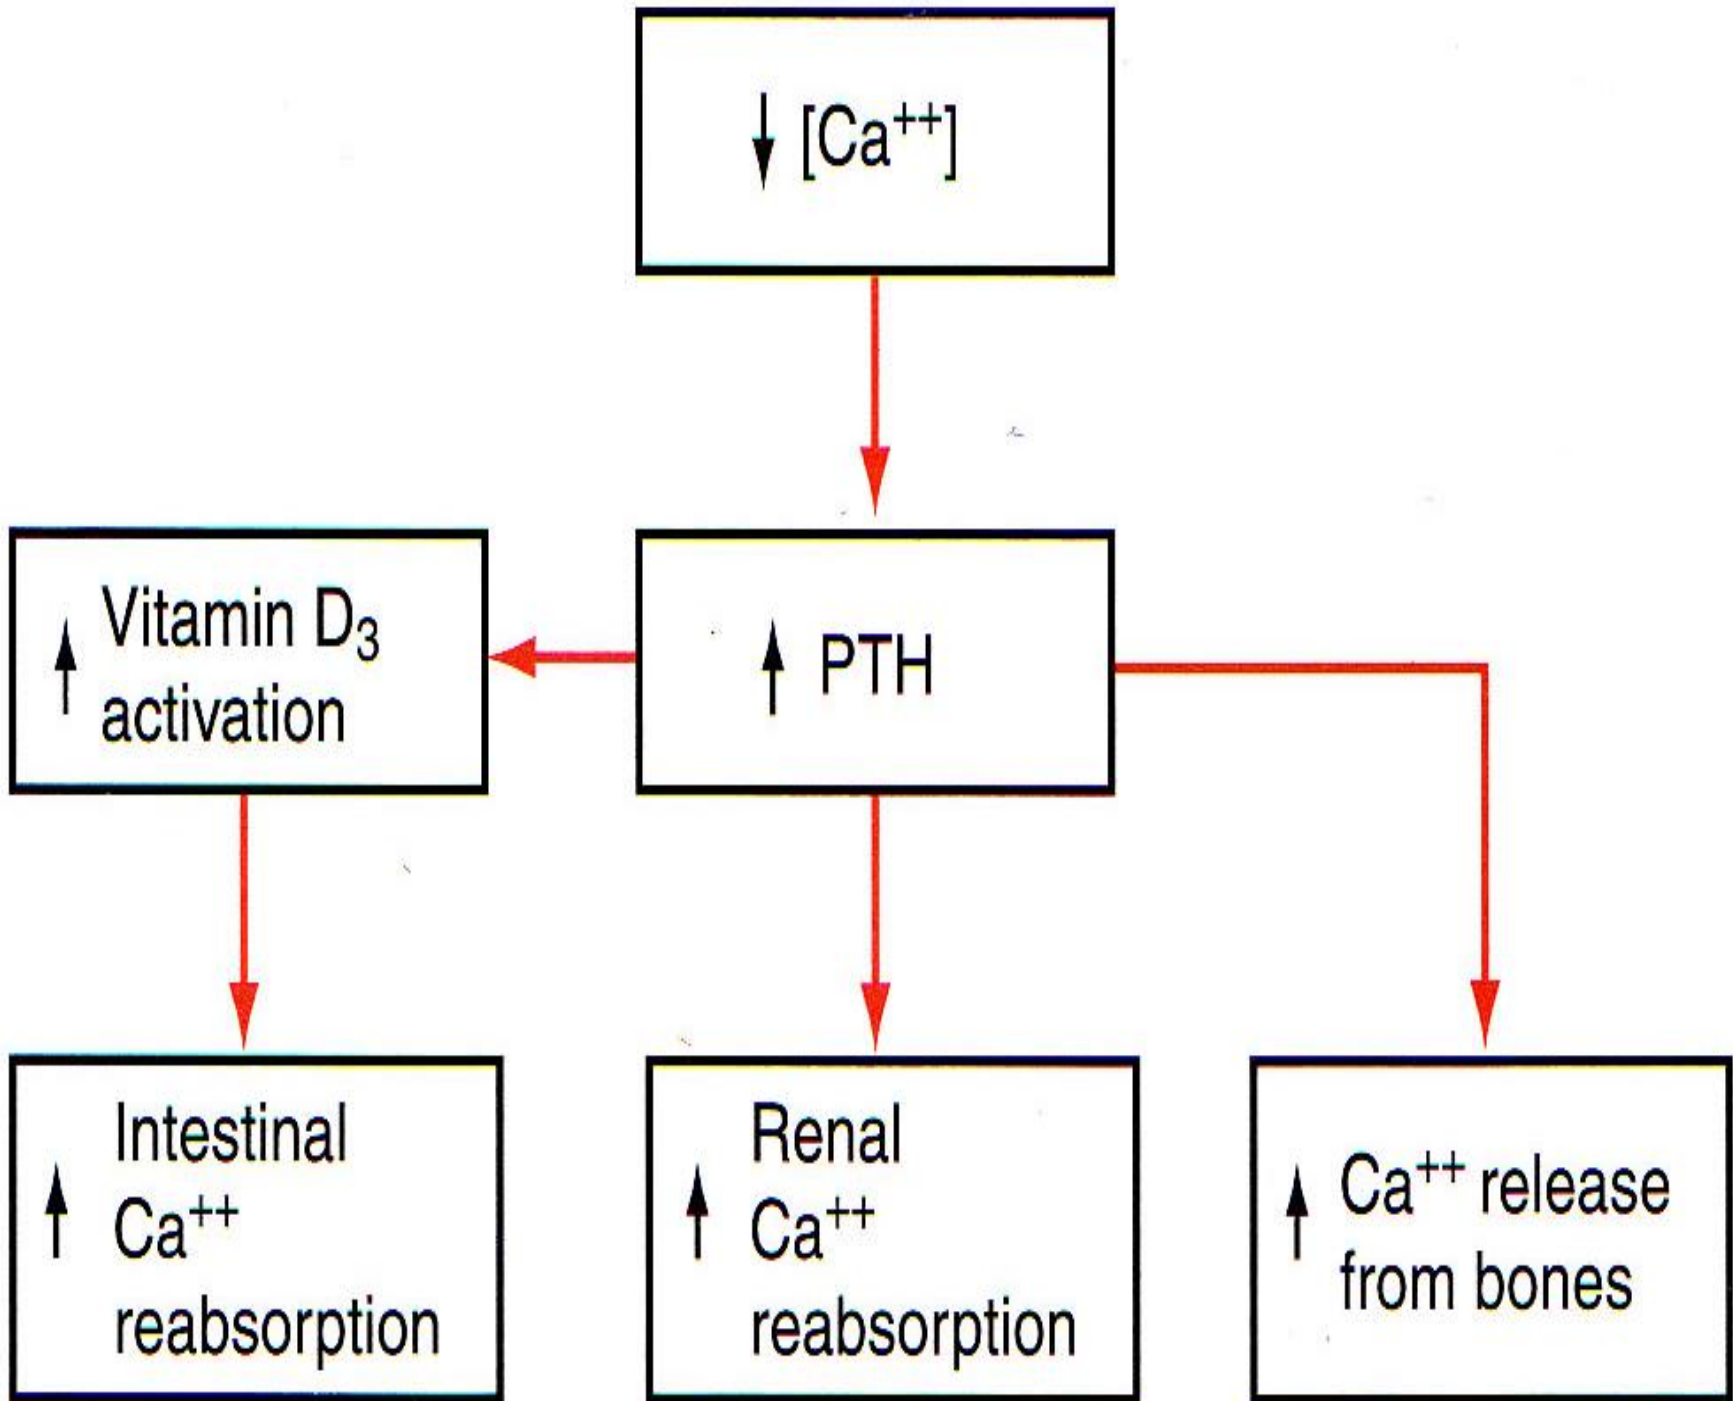 ↓ [Ca⁺⁺]
↑ Vitamin D₃
activation
↑ PTH
↑ Intestinal
Ca⁺⁺
reabsorption
↑ Renal
Ca⁺⁺
reabsorption
↑ Ca⁺⁺ release
from bones